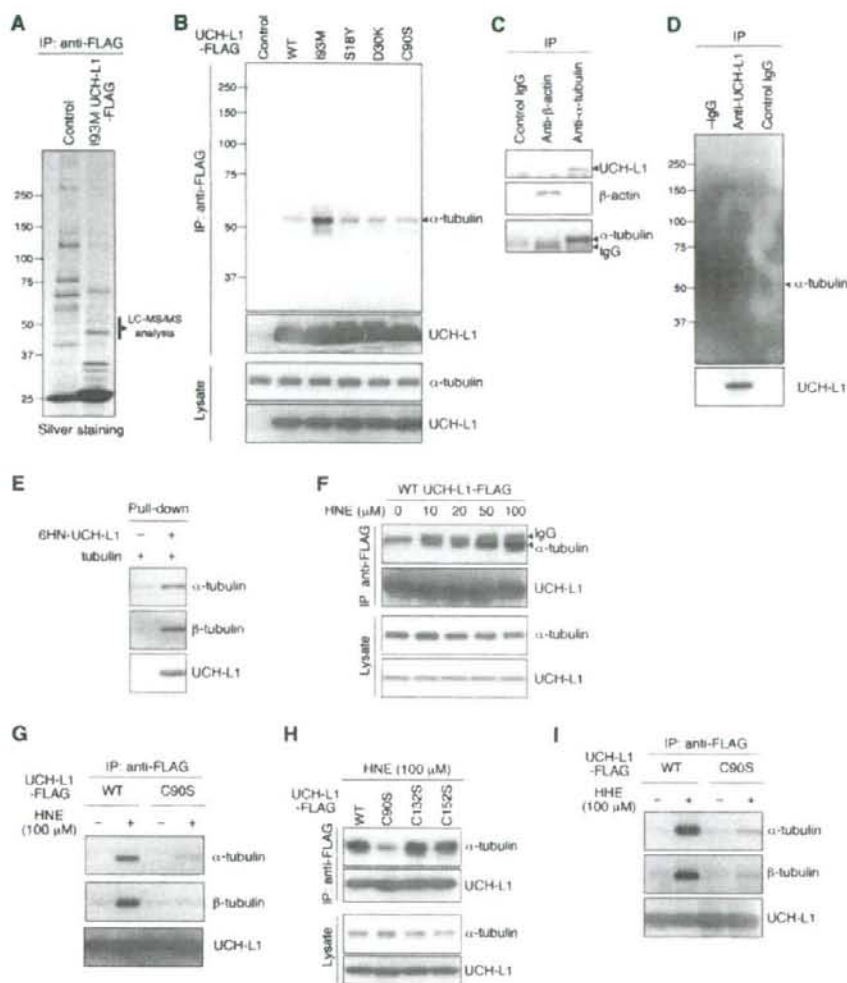 A
IP: anti-FLAG
Control
I93M UCH-L1
-FLAG
250
150
100
75
50
37
25
LC-MS/MS
analysis
Silver staining
B
UCH-L1
-FLAG
Control
WT
I93M
S18Y
D30K
C90S
IP: anti-FLAG
250
150
100
75
50
37
α-tubulin
UCH-L1
Lysate
α-tubulin
UCH-L1
C
IP
Control IgG
Anti-β-actin
Anti-α-tubulin
UCH-L1
β-actin
α-tubulin
IgG
D
IP
-IgG
Anti-UCH-L1
Control IgG
250
150
100
75
50
37
α-tubulin
UCH-L1
E
Pull-down
6HN-UCH-L1 − +
tubulin + +
α-tubulin
β-tubulin
UCH-L1
F
WT UCH-L1-FLAG
HNE (μM) 0 10 20 50 100
IP: anti-FLAG
IgG
α-tubulin
UCH-L1
Lysate
α-tubulin
UCH-L1
G
IP: anti-FLAG
UCH-L1
-FLAG
WT C90S
HNE
(100 μM)
− + − +
α-tubulin
β-tubulin
UCH-L1
H
HNE (100 μM)
UCH-L1
-FLAG
WT
C90S
C132S
C152S
IP: anti-FLAG
α-tubulin
UCH-L1
Lysate
α-tubulin
UCH-L1
I
IP: anti-FLAG
UCH-L1
-FLAG
WT C90S
HHE
(100 μM)
− + − +
α-tubulin
β-tubulin
UCH-L1